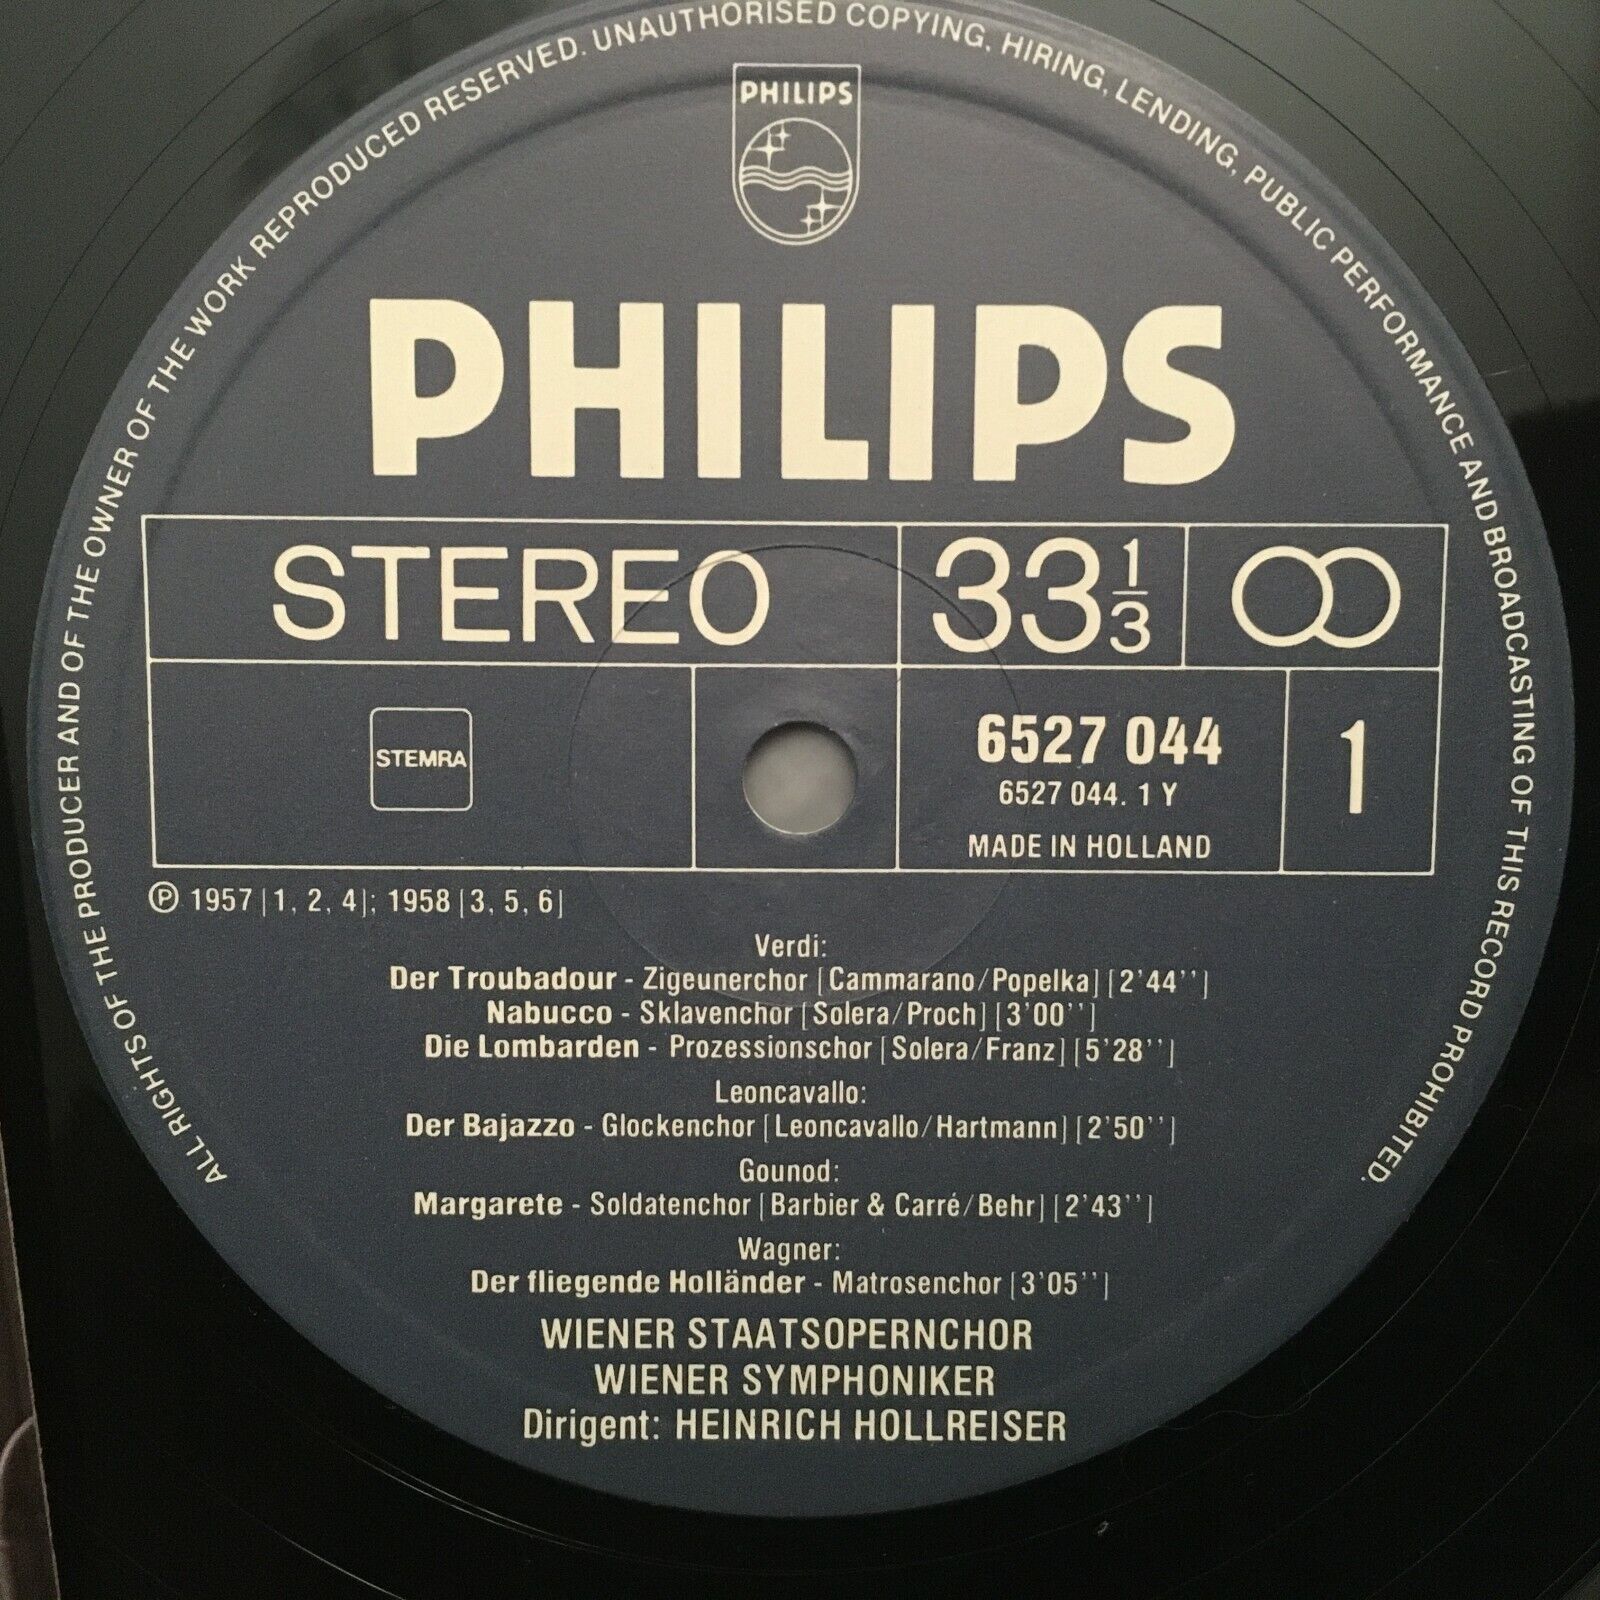 ALL RIGHTS OF THE PRODUCER AND OF THE OWNER OF THE WORK REPRODUCED RESERVED. UNAUTHORISED COPYING, HIRING, LENDING, PUBLIC PERFORMANCE AND BROADCASTING OF THIS RECORD PROHIBITED.
PHILIPS
PHILIPS
STEREO 33 1/3
STEMRA
6527 044
6527 044. 1 Y
MADE IN HOLLAND
1
℗ 1957 [1, 2, 4]; 1958 [3, 5, 6]
Verdi:
Der Troubadour - Zigeunerchor [Cammarano/Popelka] [2'44'']
Nabucco - Sklavenchor [Solera/Proch] [3'00'']
Die Lombarden - Prozessionschor [Solera/Franz] [5'28'']
Leoncavallo:
Der Bajazzo - Glockenchor [Leoncavallo/Hartmann] [2'50'']
Gounod:
Margarete - Soldatenchor [Barbier & Carré/Behr] [2'43'']
Wagner:
Der fliegende Holländer - Matrosenchor [3'05'']
WIENER STAATSOPERNCHOR
WIENER SYMPHONIKER
Dirigent: HEINRICH HOLLREISER